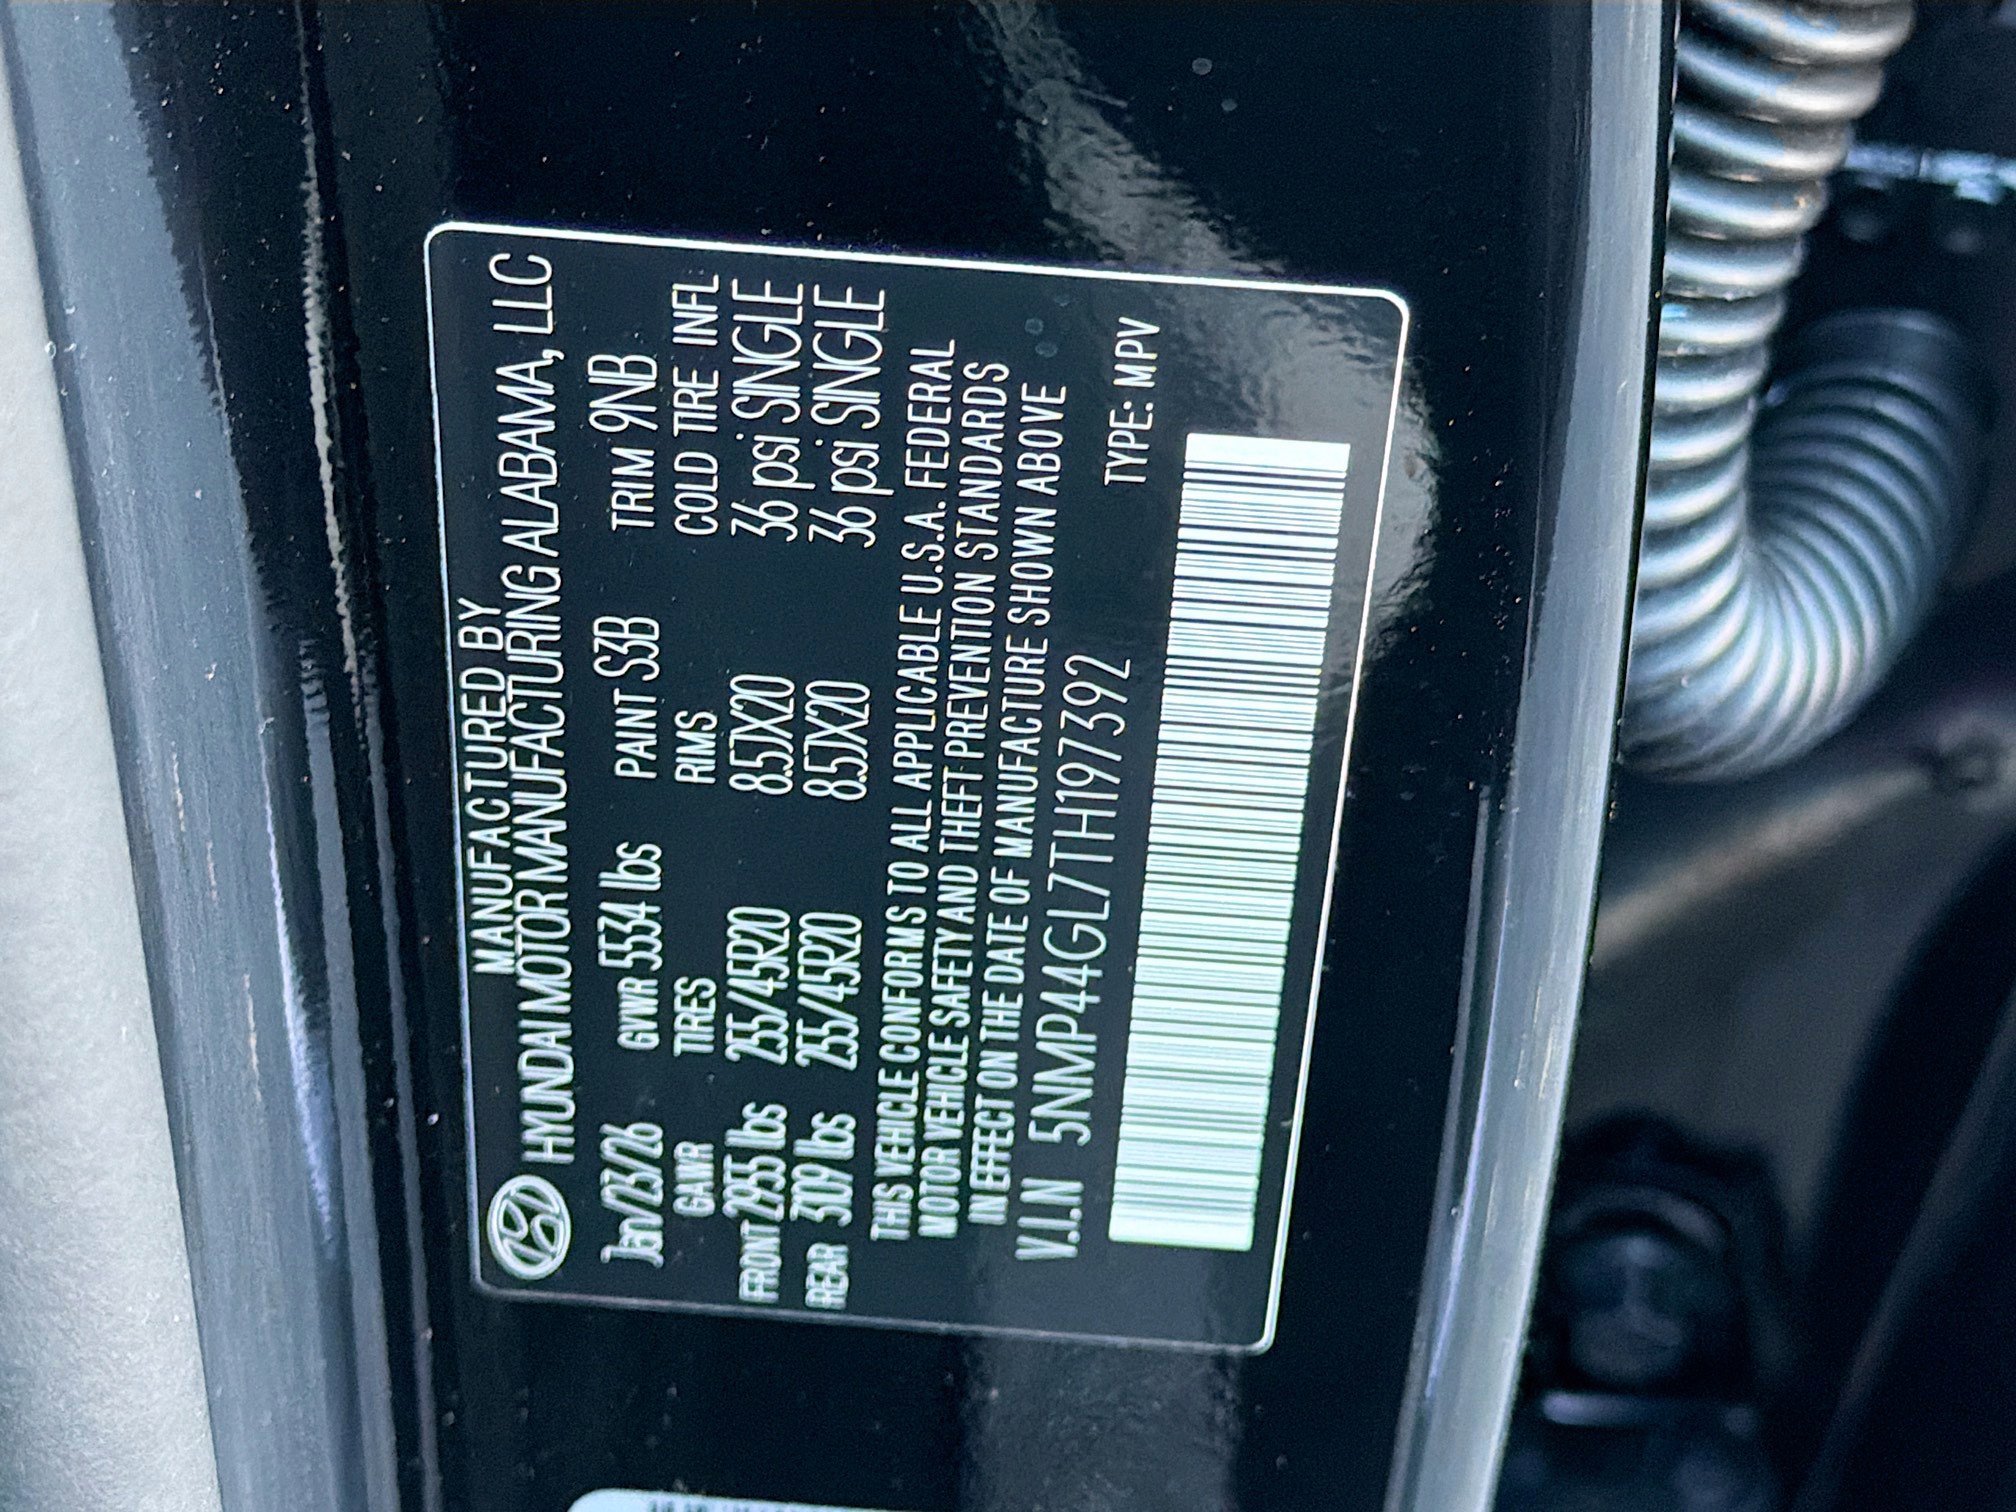 MANUFACTURED BY
HYUNDAI MOTOR MANUFACTURING ALABAMA, LLC
Jan/23/26 GVWR 5534 lbs PAINT S3B TRIM 9NB
GAWR TIRES RIMS COLD TIRE INFL
FRONT 2955 lbs 255/45R20 8.5JX20 36 psi SINGLE
REAR 3109 lbs 255/45R20 8.5JX20 36 psi SINGLE
THIS VEHICLE CONFORMS TO ALL APPLICABLE U.S.A. FEDERAL
MOTOR VEHICLE SAFETY AND THEFT PREVENTION STANDARDS
IN EFFECT ON THE DATE OF MANUFACTURE SHOWN ABOVE
V.I.N 5NMP44GL7TH197392 TYPE: MPV